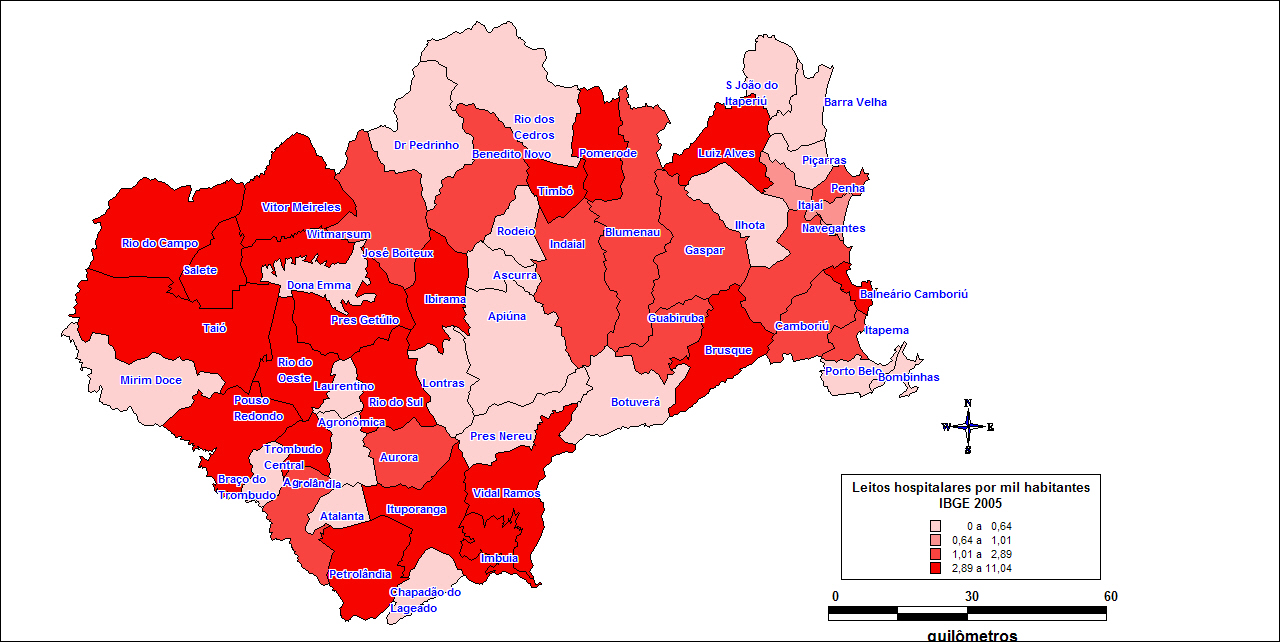 S João do
Itaperiú
Barra Velha
Rio dos
Cedros
Dr Pedrinho
Benedito Novo
Pomerode
Luiz Alves
Piçarras
Timbó
Penha
Vitor Meireles
Itajaí
Ilhota
Navegantes
Witmarsum
Rodeio
Blumenau
Rio do Campo
Indaial
Gaspar
José Boiteux
Salete
Ascurra
Dona Emma
Ibirama
Balneário Camboriú
Apiúna
Pres Getúlio
Guabiruba
Taió
Camboriú
Itapema
Brusque
Rio do
Oeste
Porto Belo
Bombinhas
Mirim Doce
Laurentino
Lontras
Pouso
Redondo
Rio do Sul
Botuverá
Agronômica
Pres Nereu
N
W E
S
Trombudo
Central
Aurora
Braço do
Trombudo
Agrolândia
Vidal Ramos
Atalanta
Ituporanga
Imbuia
Petrolândia
Chapadão do
Lageado
Leitos hospitalares por mil habitantes
IBGE 2005
0 a 0,64
0,64 a 1,01
1,01 a 2,89
2,89 a 11,04
0 30 60
quilômetros